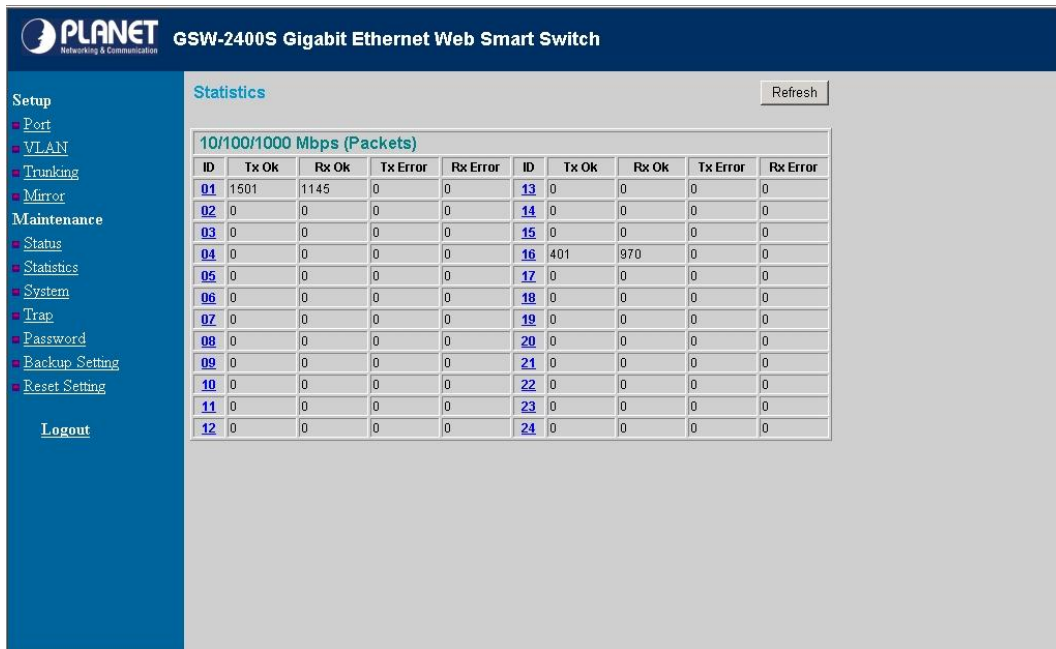 PLANET
Networking & Communication
GSW-2400S Gigabit Ethernet Web Smart Switch
Setup
Port
VLAN
Trunking
Mirror
Maintenance
Status
Statistics
System
Trap
Password
Backup Setting
Reset Setting
Logout
Statistics
Refresh
10/100/1000 Mbps (Packets)
ID Tx Ok Rx Ok Tx Error Rx Error ID Tx Ok Rx Ok Tx Error Rx Error
01 1501 1145 0 0 13 0 0 0 0
02 0 0 0 0 14 0 0 0 0
03 0 0 0 0 15 0 0 0 0
04 0 0 0 0 16 401 970 0 0
05 0 0 0 0 17 0 0 0 0
06 0 0 0 0 18 0 0 0 0
07 0 0 0 0 19 0 0 0 0
08 0 0 0 0 20 0 0 0 0
09 0 0 0 0 21 0 0 0 0
10 0 0 0 0 22 0 0 0 0
11 0 0 0 0 23 0 0 0 0
12 0 0 0 0 24 0 0 0 0